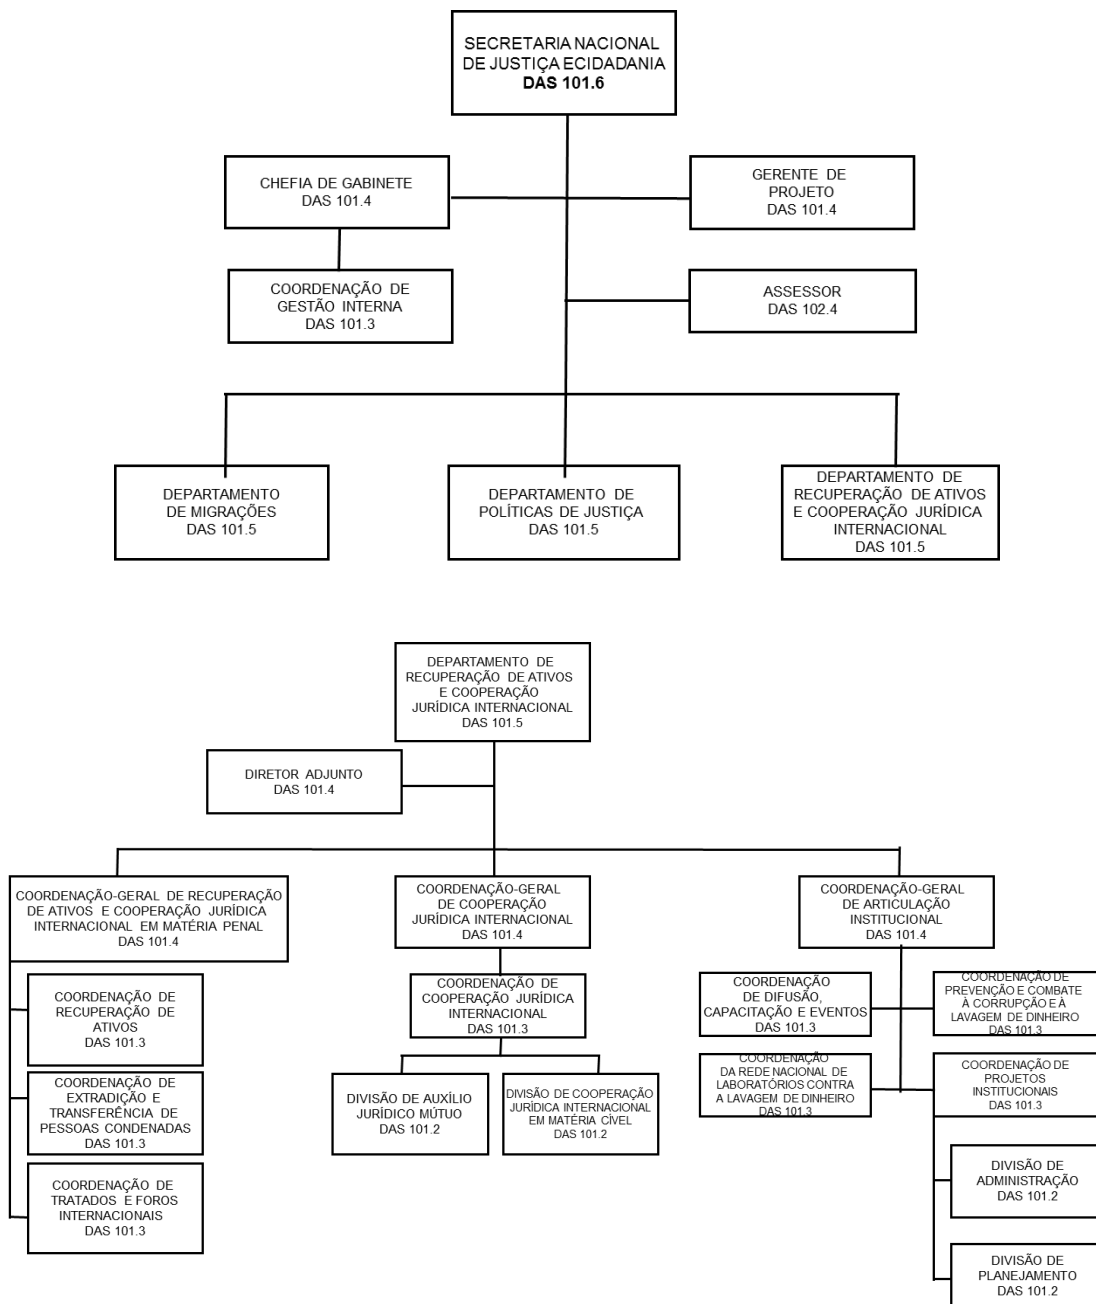 SECRETARIA NACIONAL
DE JUSTIÇA ECIDADANIA
DAS 101.6
CHEFIA DE GABINETE
DAS 101.4
GERENTE DE
PROJETO
DAS 101.4
COORDENAÇÃO DE
GESTÃO INTERNA
DAS 101.3
ASSESSOR
DAS 102.4
DEPARTAMENTO
DE MIGRAÇÕES
DAS 101.5
DEPARTAMENTO DE
POLÍTICAS DE JUSTIÇA
DAS 101.5
DEPARTAMENTO DE
RECUPERAÇÃO DE ATIVOS
E COOPERAÇÃO JURÍDICA
INTERNACIONAL
DAS 101.5
DEPARTAMENTO DE
RECUPERAÇÃO DE ATIVOS
E COOPERAÇÃO
JURÍDICA INTERNACIONAL
DAS 101.5
DIRETOR ADJUNTO
DAS 101.4
COORDENAÇÃO-GERAL DE RECUPERAÇÃO
DE ATIVOS E COOPERAÇÃO JURÍDICA
INTERNACIONAL EM MATÉRIA PENAL
DAS 101.4
COORDENAÇÃO-GERAL
DE COOPERAÇÃO
JURÍDICA INTERNACIONAL
DAS 101.4
COORDENAÇÃO-GERAL
DE ARTICULAÇÃO
INSTITUCIONAL
DAS 101.4
COORDENAÇÃO DE
RECUPERAÇÃO DE
ATIVOS
DAS 101.3
COORDENAÇÃO DE
EXTRADIÇÃO E
TRANSFERÊNCIA DE
PESSOAS CONDENADAS
DAS 101.3
COORDENAÇÃO DE
TRATADOS E FOROS
INTERNACIONAIS
DAS 101.3
COORDENAÇÃO DE
COOPERAÇÃO JURÍDICA
INTERNACIONAL
DAS 101.3
DIVISÃO DE AUXÍLIO
JURÍDICO MÚTUO
DAS 101.2
DIVISÃO DE COOPERAÇÃO
JURÍDICA INTERNACIONAL
EM MATÉRIA CÍVEL
DAS 101.2
COORDENAÇÃO
DE DIFUSÃO,
CAPACITAÇÃO E EVENTOS
DAS 101.3
COORDENAÇÃO DE
PREVENÇÃO E COMBATE
À CORRUPÇÃO E À
LAVAGEM DE DINHEIRO
DAS 101.3
COORDENAÇÃO
DA REDE NACIONAL DE
LABORATÓRIOS CONTRA
A LAVAGEM DE DINHEIRO
DAS 101.3
COORDENAÇÃO DE
PROJETOS
INSTITUCIONAIS
DAS 101.3
DIVISÃO DE
ADMINISTRAÇÃO
DAS 101.2
DIVISÃO DE
PLANEJAMENTO
DAS 101.2